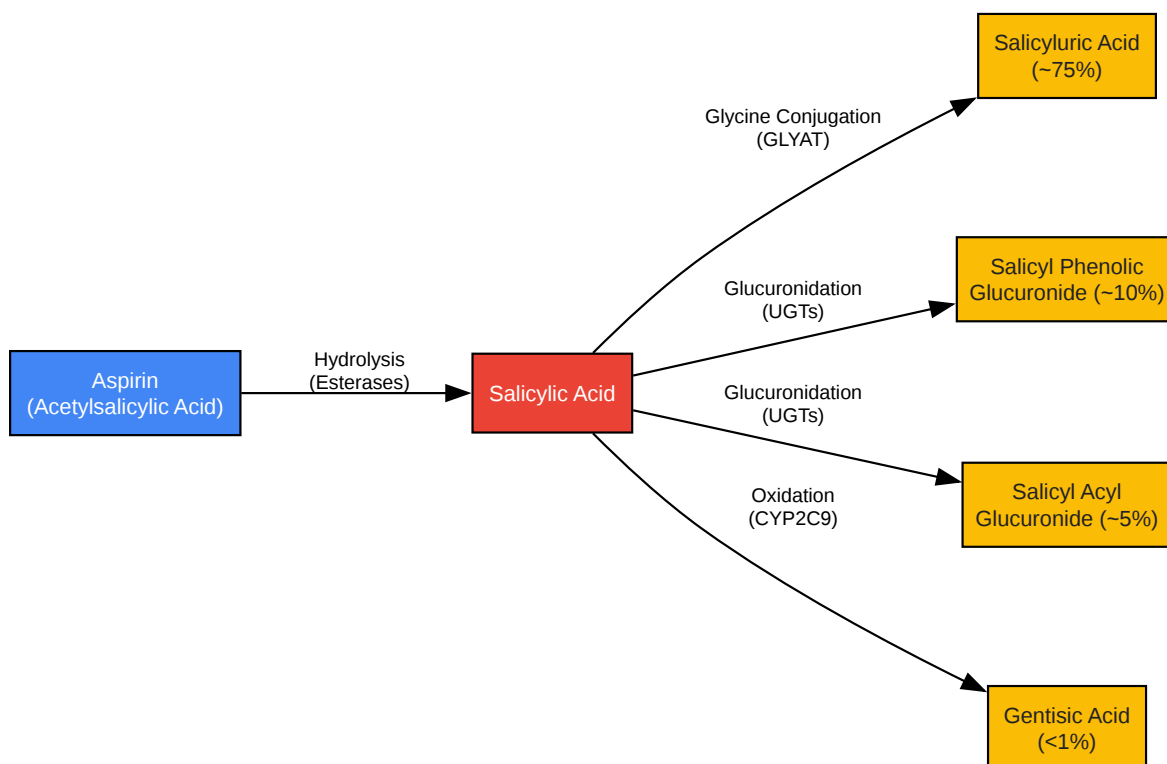 Aspirin
(Acetylsalicylic Acid)
Hydrolysis
(Esterases)
Salicylic Acid
Glycine Conjugation
(GLYAT)
Salicyluric Acid
(~75%)
Glucuronidation
(UGTs)
Salicyl Phenolic
Glucuronide (~10%)
Glucuronidation
(UGTs)
Salicyl Acyl
Glucuronide (~5%)
Oxidation
(CYP2C9)
Gentisic Acid
(<1%)